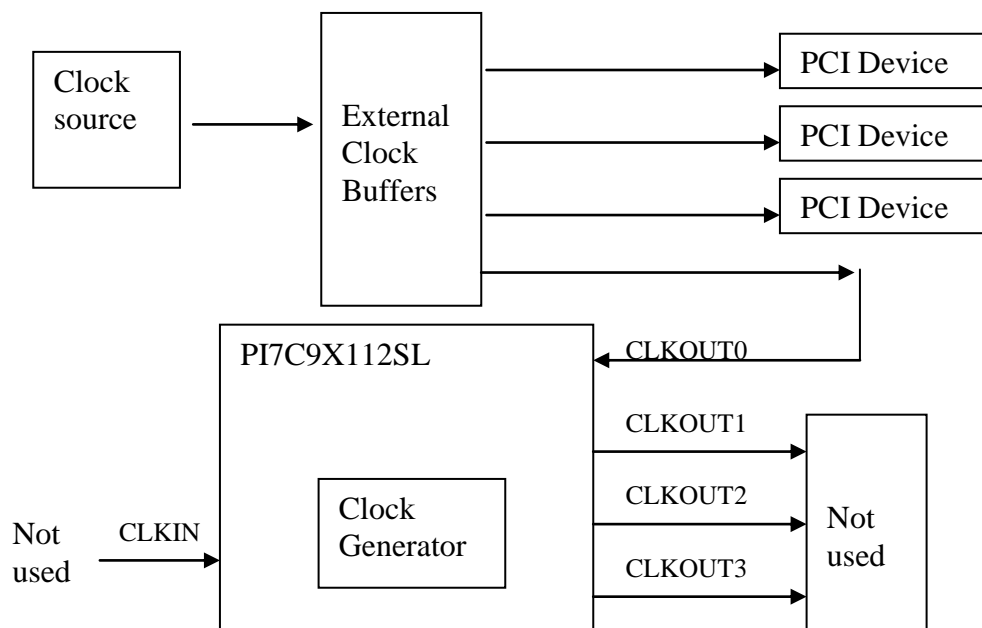 Clock
source
External
Clock
Buffers
PCI Device
PCI Device
PCI Device
PI7C9X112SL
CLKOUT0
CLKOUT1
CLKOUT2
CLKOUT3
Clock
Generator
Not
used
CLKIN
Not
used